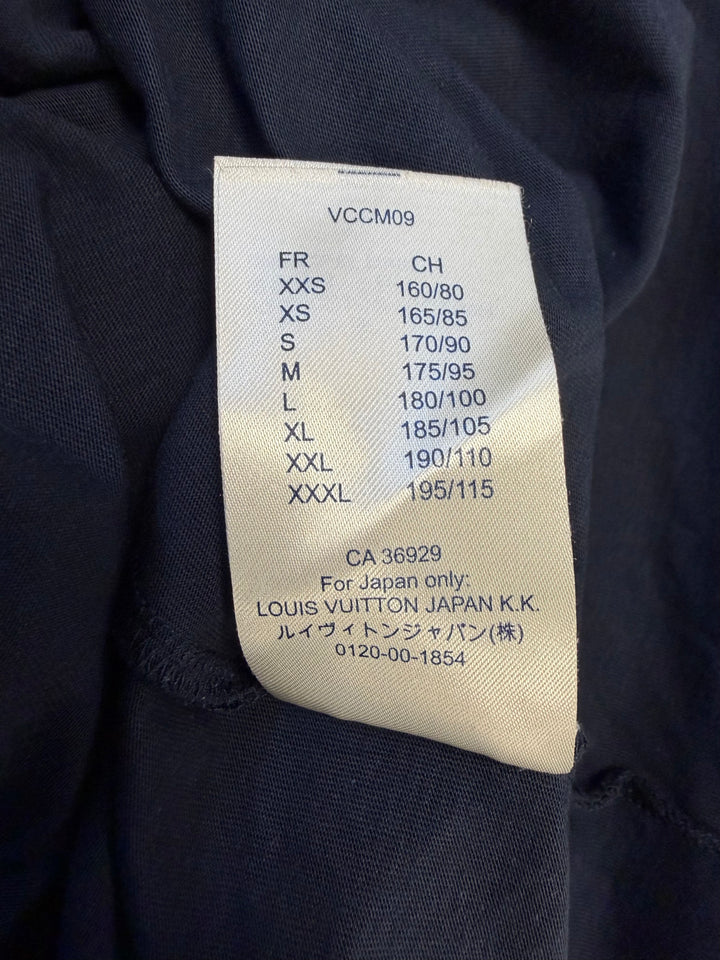 VCCM09
FR CH
XXS 160/80
XS 165/85
S 170/90
M 175/95
L 180/100
XL 185/105
XXL 190/110
XXXL 195/115
CA 36929
For Japan only:
LOUIS VUITTON JAPAN K.K.
ルイヴィトンジャパン(株)
0120-00-1854